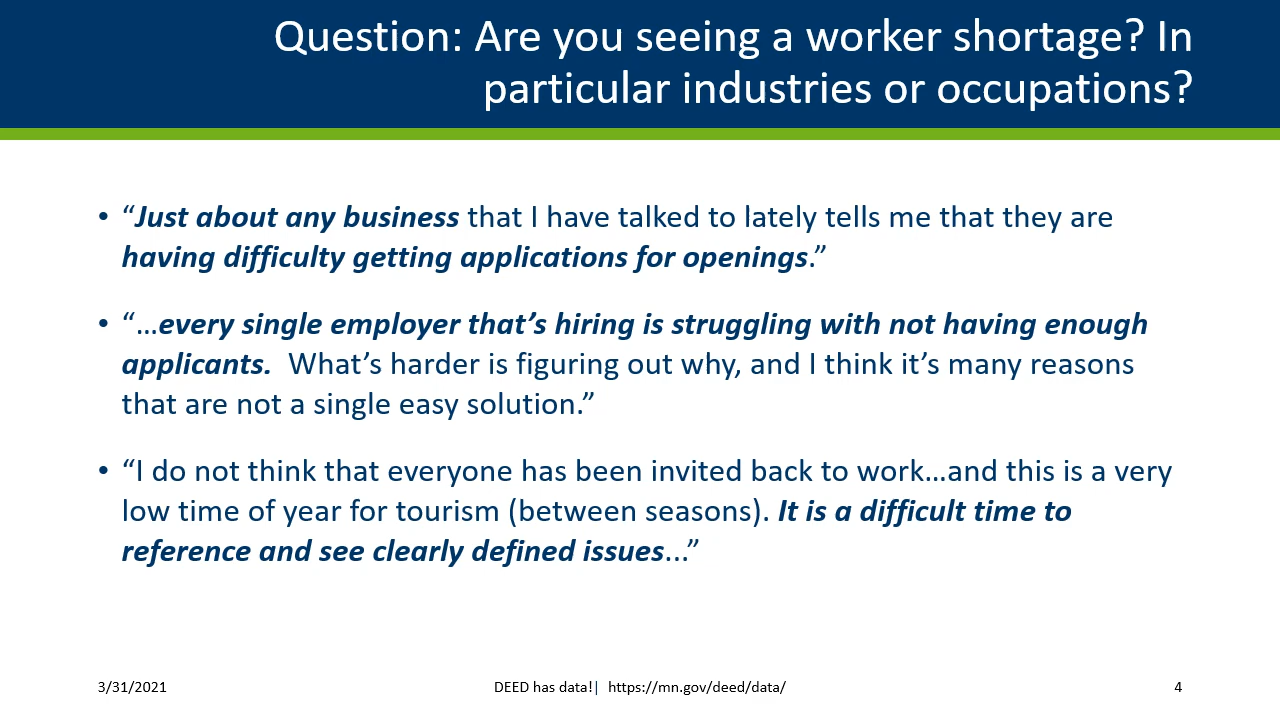 Question: Are you seeing a worker shortage? In
particular industries or occupations?
• “Just about any business that I have talked to lately tells me that they are
having difficulty getting applications for openings.”
• “…every single employer that’s hiring is struggling with not having enough
applicants.  What’s harder is figuring out why, and I think it’s many reasons
that are not a single easy solution.”
• “I do not think that everyone has been invited back to work…and this is a very
low time of year for tourism (between seasons). It is a difficult time to
reference and see clearly defined issues...”
3/31/2021
DEED has data!|  https://mn.gov/deed/data/
4